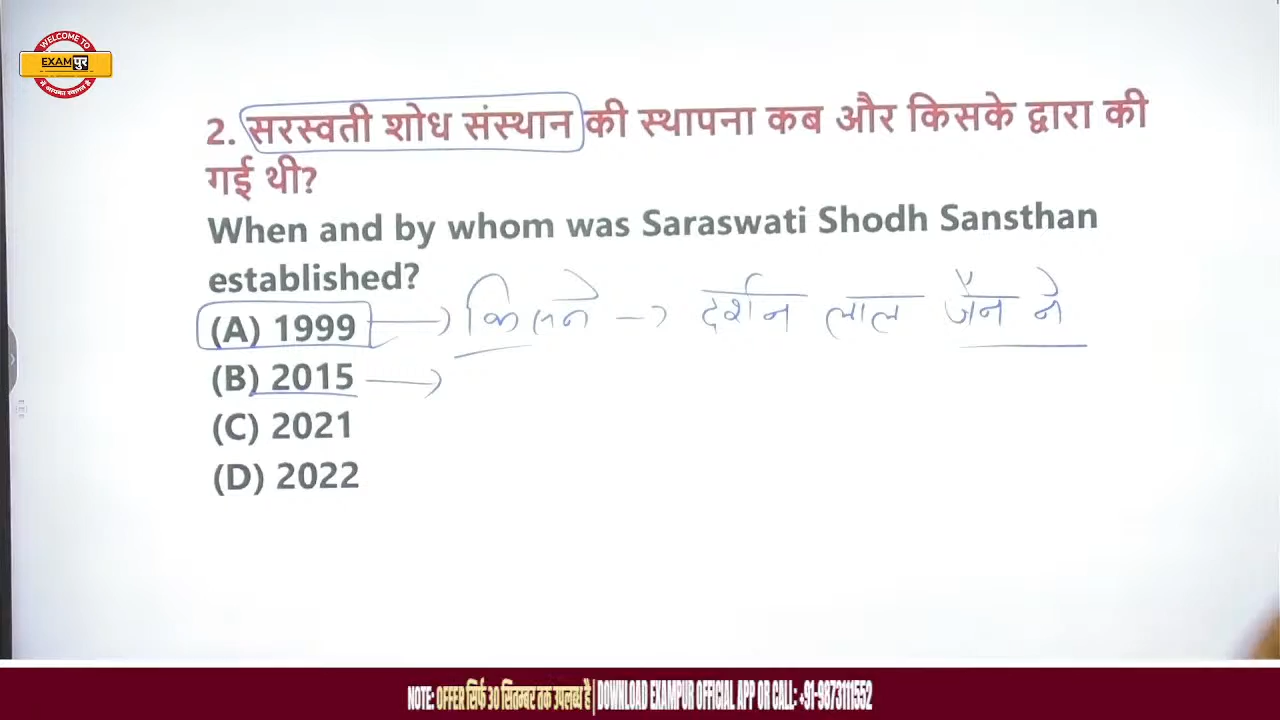 WELCOME TO
EXAMपुर
में आपका स्वागत है
2. सरस्वती शोध संस्थान की स्थापना कब और किसके द्वारा की
गई थी?
When and by whom was Saraswati Shodh Sansthan
established?
(A) 1999 → किसने → दर्शन लाल जैन ने
(B) 2015 →
(C) 2021
(D) 2022
NOTE: OFFER सिर्फ 30 सितम्बर तक उपलब्ध है | DOWNLOAD EXAMPUR OFFICIAL APP OR CALL: +91-9873111552